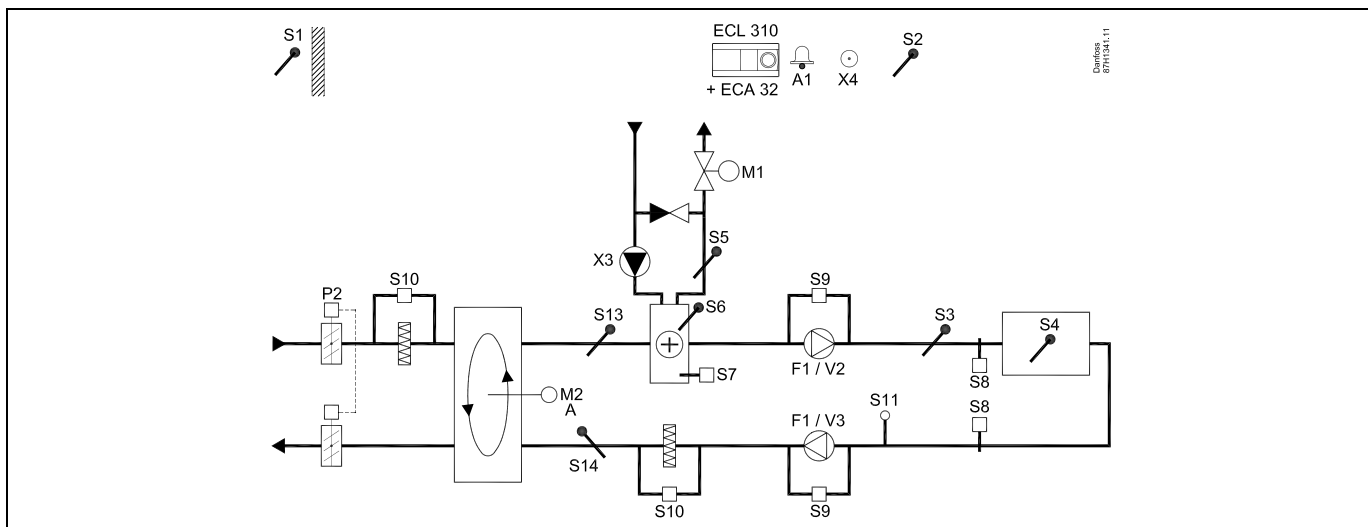 S1
ECL 310
+ ECA 32
A1
X4
S2
Danfoss
87H1341.11
M1
S5
X3
S10
P2
S13
S6
S9
S3
S4
F1 / V2
S7
S8
M2
A
S11
S8
F1 / V3
S14
S10
S9